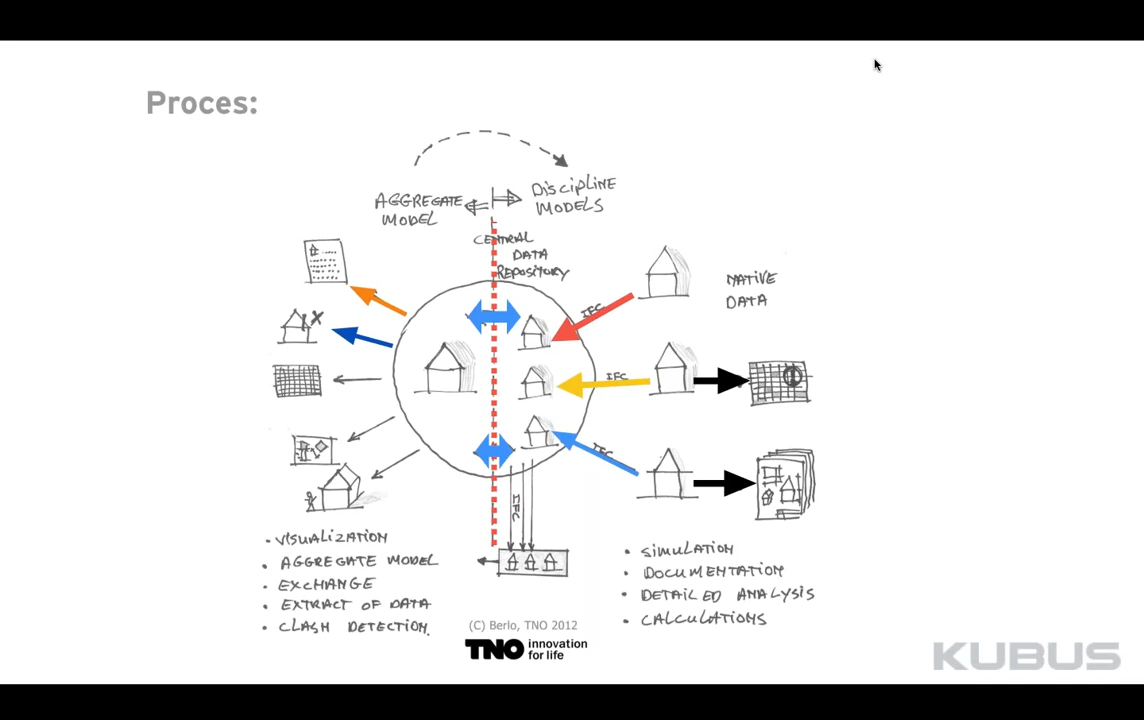 Proces:
AGGREGATE
MODEL
DISCIPLINE
MODELS
CENTRAL
DATA
REPOSITORY
NATIVE
DATA
IFC
IFC
IFC
IFC
• VISUALIZATION
• AGGREGATE MODEL
• EXCHANGE
• EXTRACT OF DATA
• CLASH DETECTION.
• SIMULATION
• DOCUMENTATION
• DETAILED ANALYSIS
• CALCULATIONS
(C) Berlo, TNO 2012
TNO innovation
for life
KUBUS